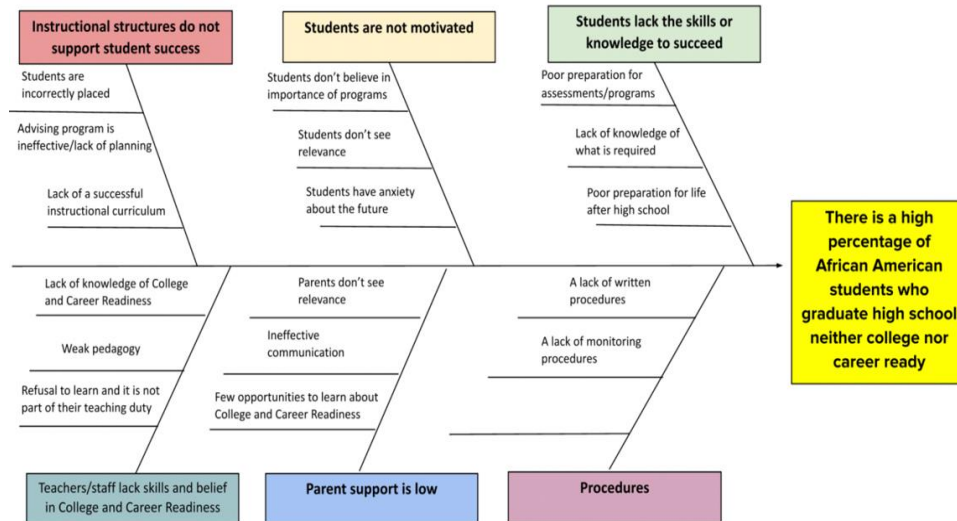 Instructional structures do not
support student success
Students are not motivated
Students lack the skills or
knowledge to succeed
Students are
incorrectly placed
Advising program is
ineffective/lack of planning
Lack of a successful
instructional curriculum
Students don't believe in
importance of programs
Students don't see
relevance
Students have anxiety
about the future
Poor preparation for
assessments/programs
Lack of knowledge of
what is required
Poor preparation for life
after high school
There is a high
percentage of
African American
students who
graduate high school
neither college nor
career ready
Lack of knowledge of College
and Career Readiness
Weak pedagogy
Refusal to learn and it is not
part of their teaching duty
Parents don't see
relevance
Ineffective
communication
Few opportunities to learn about
College and Career Readiness
A lack of written
procedures
A lack of monitoring
procedures
Teachers/staff lack skills and belief
in College and Career Readiness
Parent support is low
Procedures